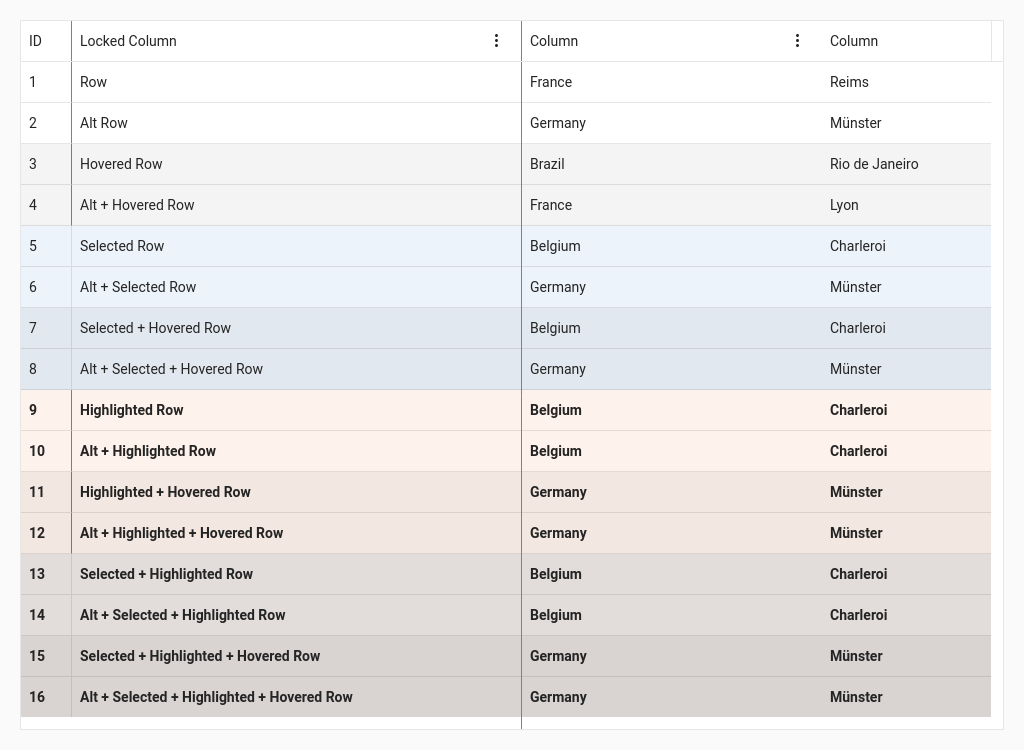 ID Locked Column Column Column
1 Row France Reims
2 Alt Row Germany Münster
3 Hovered Row Brazil Rio de Janeiro
4 Alt + Hovered Row France Lyon
5 Selected Row Belgium Charleroi
6 Alt + Selected Row Germany Münster
7 Selected + Hovered Row Belgium Charleroi
8 Alt + Selected + Hovered Row Germany Münster
9 Highlighted Row Belgium Charleroi
10 Alt + Highlighted Row Belgium Charleroi
11 Highlighted + Hovered Row Germany Münster
12 Alt + Highlighted + Hovered Row Germany Münster
13 Selected + Highlighted Row Belgium Charleroi
14 Alt + Selected + Highlighted Row Belgium Charleroi
15 Selected + Highlighted + Hovered Row Germany Münster
16 Alt + Selected + Highlighted + Hovered Row Germany Münster